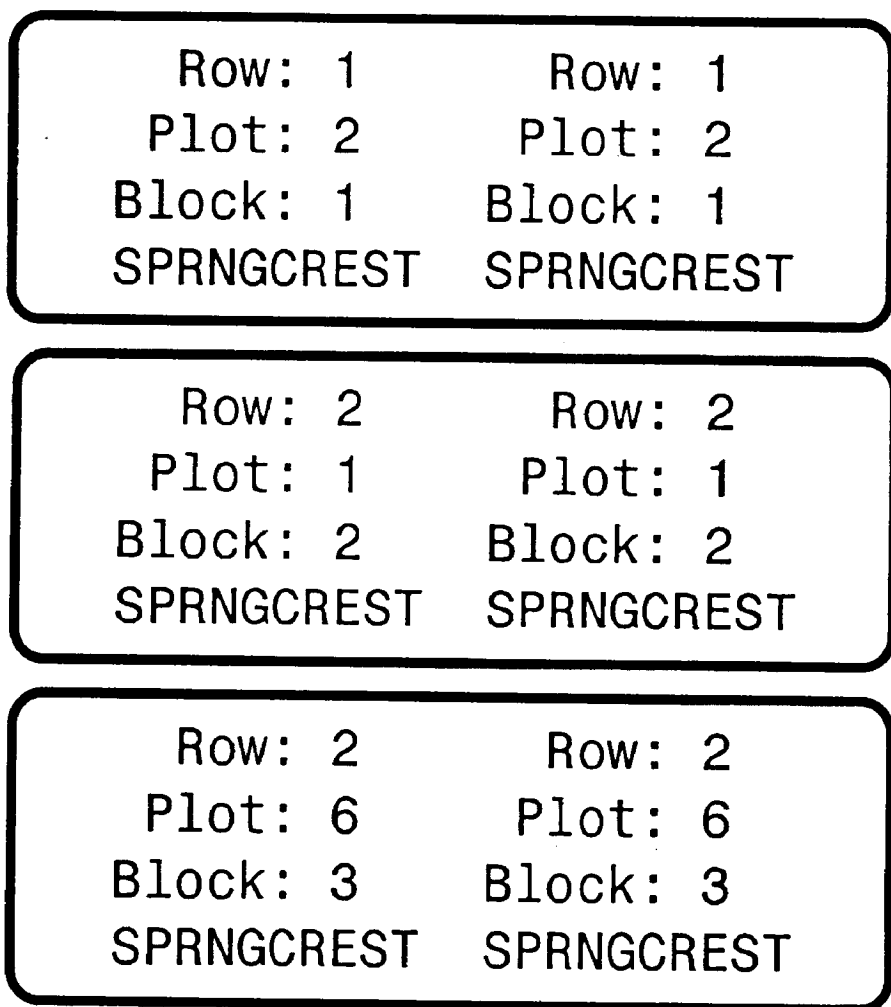 Row: 1 Row: 1
Plot: 2 Plot: 2
Block: 1 Block: 1
SPRNGCREST SPRNGCREST
Row: 2 Row: 2
Plot: 1 Plot: 1
Block: 2 Block: 2
SPRNGCREST SPRNGCREST
Row: 2 Row: 2
Plot: 6 Plot: 6
Block: 3 Block: 3
SPRNGCREST SPRNGCREST